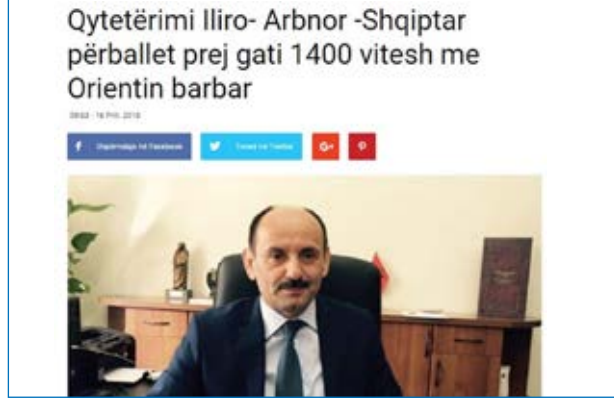 Qytetërimi Iliro- Arbnor -Shqiptar
përballet prej gati 1400 vitesh me
Orientin barbar